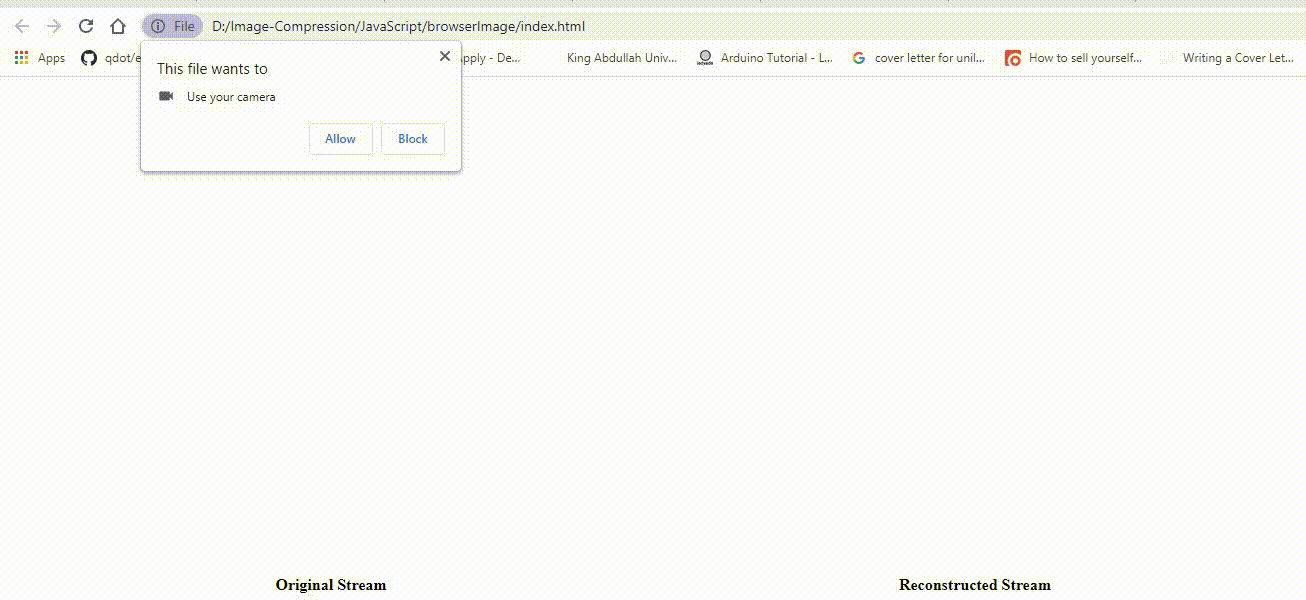 File D:/Image-Compression/JavaScript/browserImage/index.html
Apps qdot/e pply - De... King Abdullah Univ... Arduino Tutorial - L... cover letter for unil... How to sell yourself... Writing a Cover Let...
This file wants to
Use your camera
Allow Block
Original Stream Reconstructed Stream